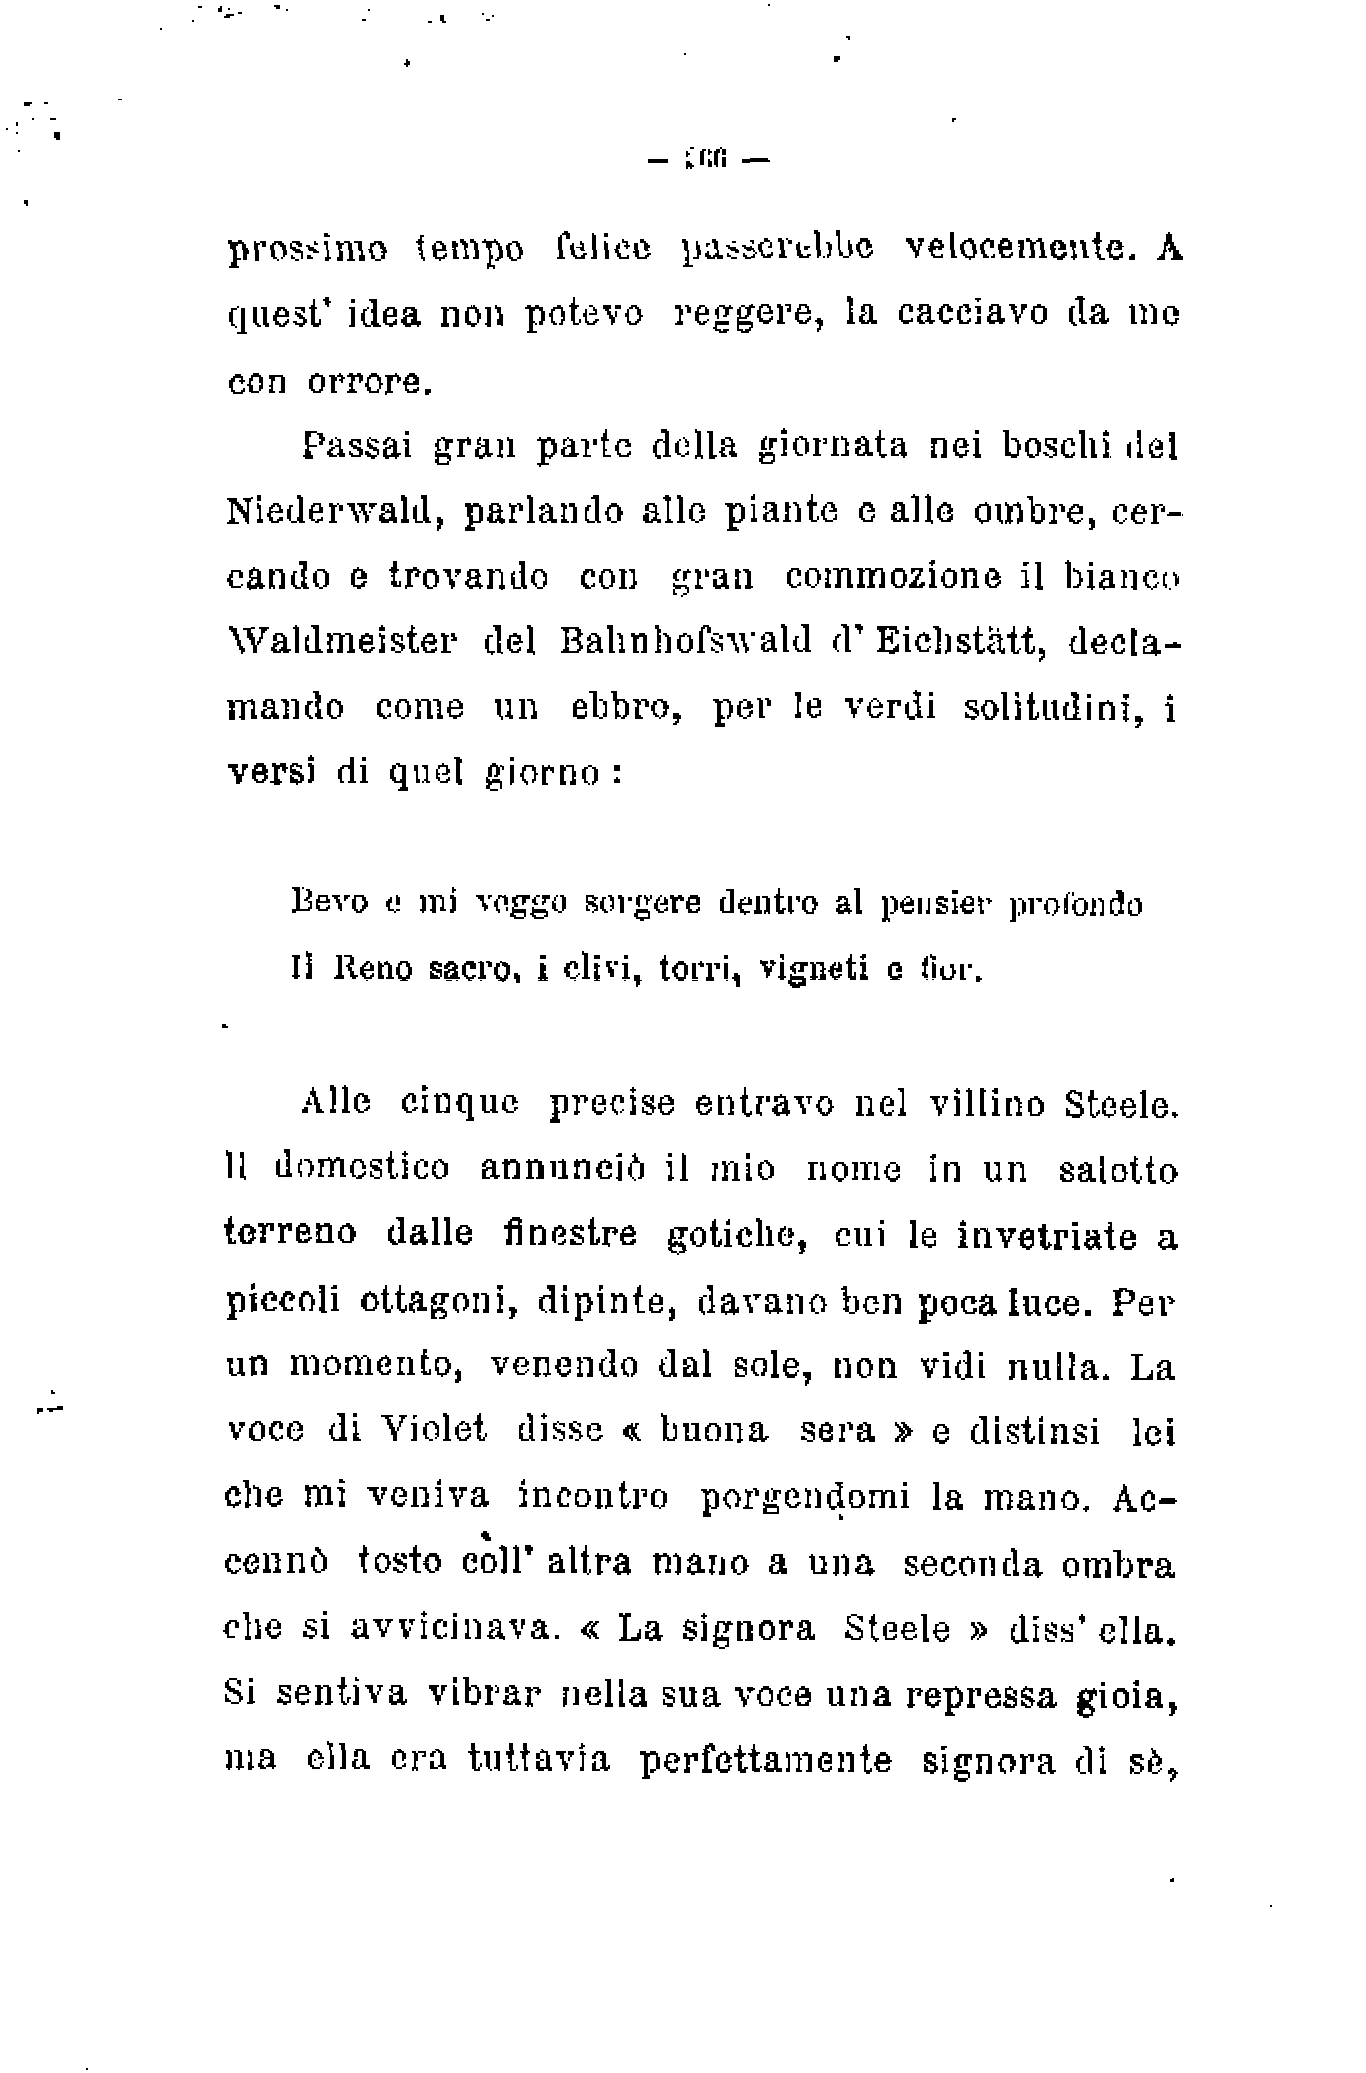 prossimo tempo felice passerebbe velocemente. A
quest' idea non potevo reggere, la cacciavo da me
con orrore.
Passai gran parte della giornata nei boschi del
Niederwald, parlando alle piante e alle ombre, cer-
cando e trovando con gran commozione il bianco
Waldmeister del Bahnhofswald d' Eichstätt, decla-
mando come un ebbro, per le verdi solitudini, i
versi di quel giorno :
Bevo e mi veggo sorgere dentro al pensier profondo
Il Reno sacro, i clivi, torri, vigneti e fior.
Alle cinque precise entravo nel villino Steele.
Il domestico annunciò il mio nome in un salotto
terreno dalle finestre gotiche, cui le invetriate a
piccoli ottagoni, dipinte, davano ben poca luce. Per
un momento, venendo dal sole, non vidi nulla. La
voce di Violet disse « buona sera » e distinsi lei
che mi veniva incontro porgendomi la mano. Ac-
cennò tosto coll' altra mano a una seconda ombra
che si avvicinava. « La signora Steele » diss' ella.
Si sentiva vibrar nella sua voce una repressa gioia,
ma ella era tuttavia perfettamente signora di sè,